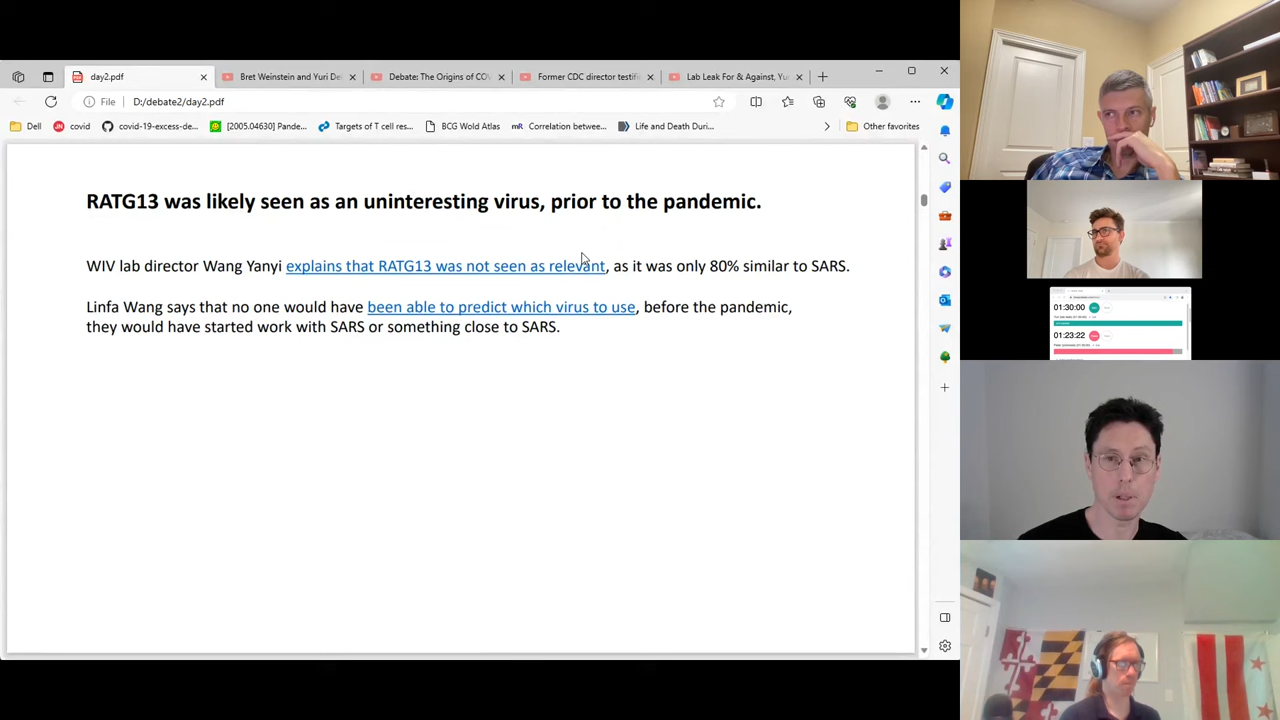 day2.pdf
Bret Weinstein and Yuri De
Debate: The Origins of CO
Former CDC director testif
Lab Leak For & Against, Yu
File D:/debate2/day2.pdf
Dell
covid
covid-19-excess-de...
[2005.04630] Pande...
Targets of T cell res...
BCG Wold Atlas
mR Correlation betwee...
Life and Death Duri...
Other favorites
RATG13 was likely seen as an uninteresting virus, prior to the pandemic.
WIV lab director Wang Yanyi explains that RATG13 was not seen as relevant, as it was only 80% similar to SARS.
Linfa Wang says that no one would have been able to predict which virus to use, before the pandemic,
they would have started work with SARS or something close to SARS.
01:30:00
01:23:22